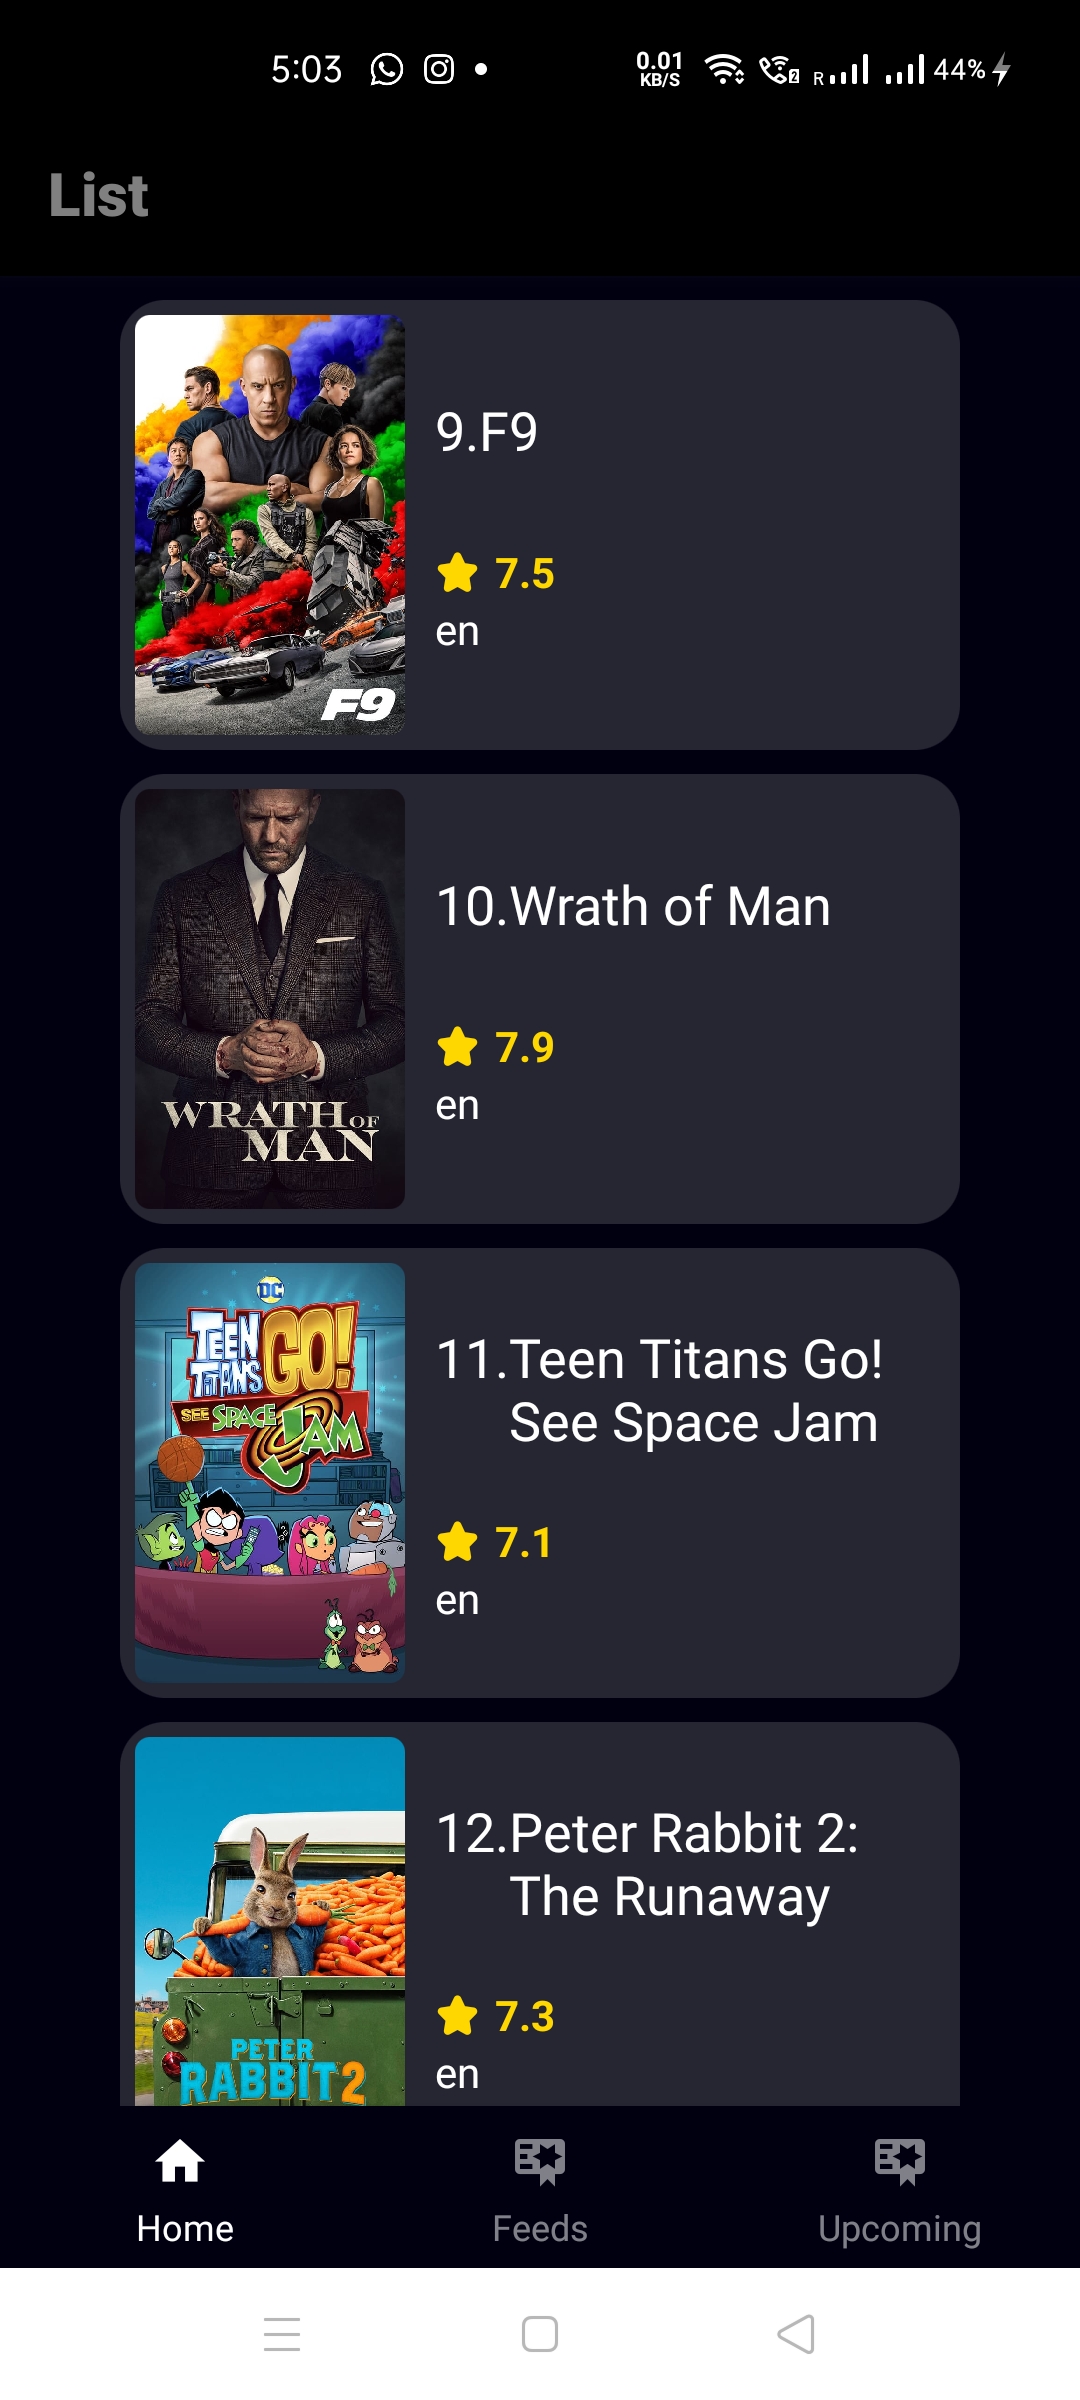 5:03
0.01
KB/S
2
R
44%
List
F9
9.F9
7.5
en
WRATH OF
MAN
10.Wrath of Man
7.9
en
DC
TEEN
TITANS
GO!
SEE SPACE
JAM
11.Teen Titans Go!
See Space Jam
7.1
en
PETER
RABBIT 2
12.Peter Rabbit 2:
The Runaway
7.3
en
Home
Feeds
Upcoming